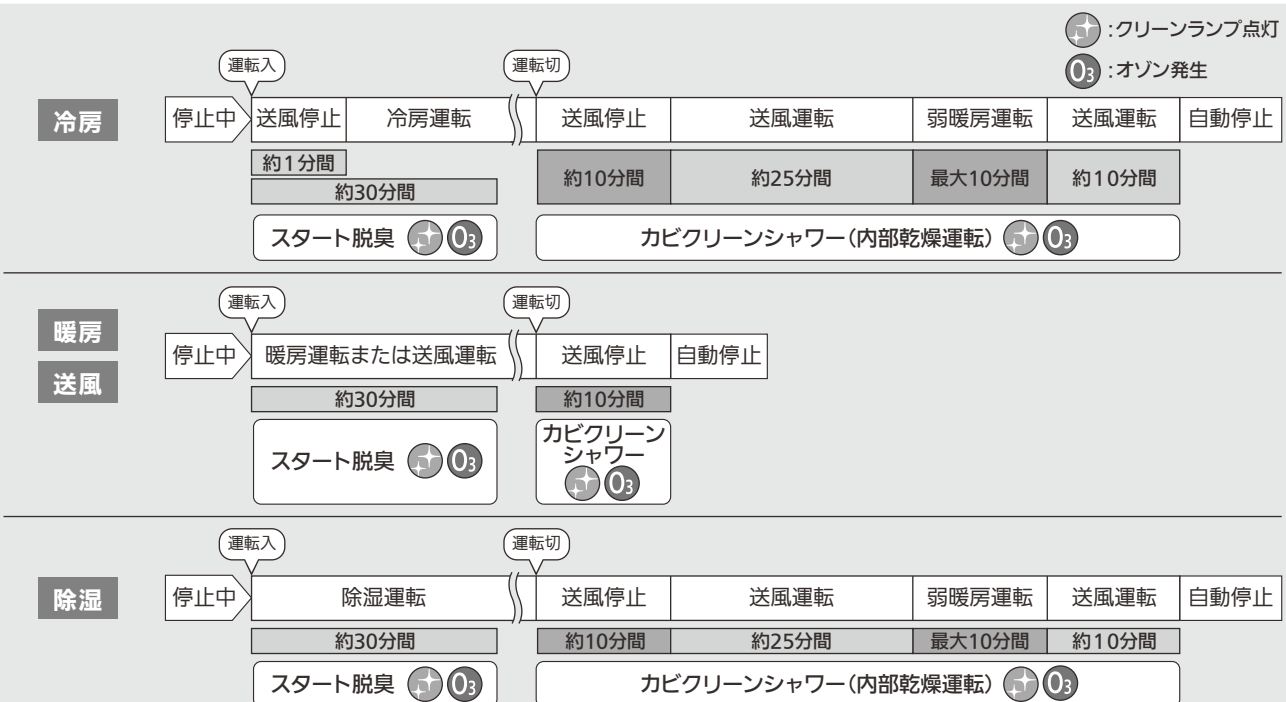 :クリーンランプ点灯
O3:オゾン発生
運転入 運転切
冷房 停止中 送風停止 冷房運転 送風停止 送風運転 弱暖房運転 送風運転 自動停止
約1分間
約30分間 約10分間 約25分間 最大10分間 約10分間
スタート脱臭 O3 カビクリーンシャワー(内部乾燥運転) O3
運転入 運転切
暖房
送風
停止中 暖房運転または送風運転 送風停止 自動停止
約30分間 約10分間
スタート脱臭 O3
カビクリーン
シャワー
O3
運転入 運転切
除湿 停止中 除湿運転 送風停止 送風運転 弱暖房運転 送風運転 自動停止
約30分間 約10分間 約25分間 最大10分間 約10分間
スタート脱臭 O3 カビクリーンシャワー(内部乾燥運転) O3